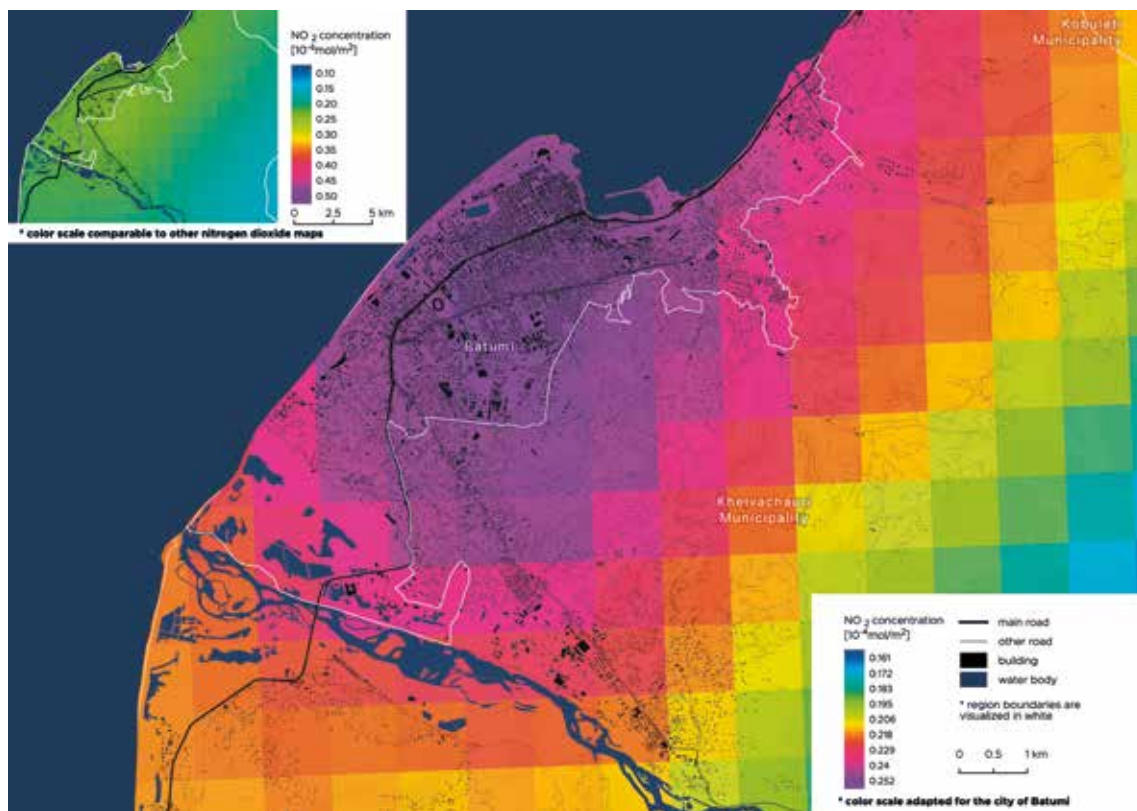 NO 2 concentration
[10⁻⁴mol/m²]
0.10
0.15
0.20
0.25
0.30
0.35
0.40
0.45
0.50
0 2.5 5 km
* color scale comparable to other nitrogen dioxide maps
Kobuleti
Municipality
Batumi
Khelvachauri
Municipality
NO 2 concentration
[10⁻⁴mol/m²]
0.161
0.172
0.183
0.195
0.206
0.218
0.229
0.24
0.252
main road
other road
building
water body
* region boundaries are
visualized in white
0 0.5 1 km
* color scale adapted for the city of Batumi